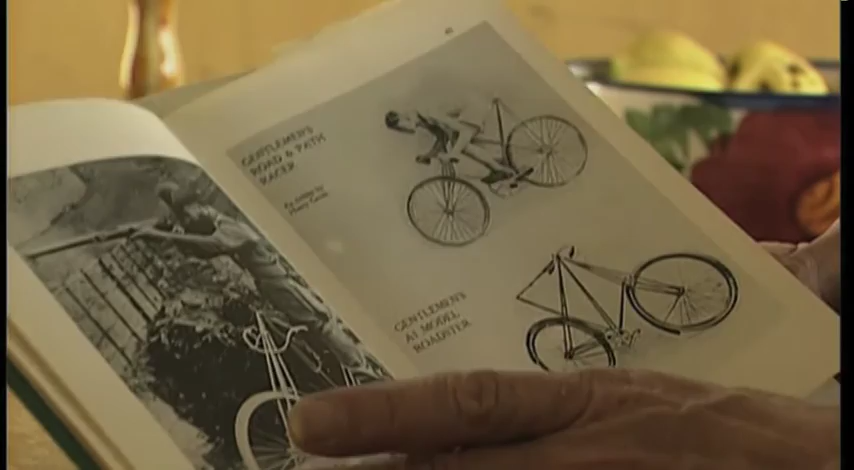 GENTLEMEN'S
ROAD & PATH
RACER
GENTLEMEN'S
A1 MODEL
ROADSTER